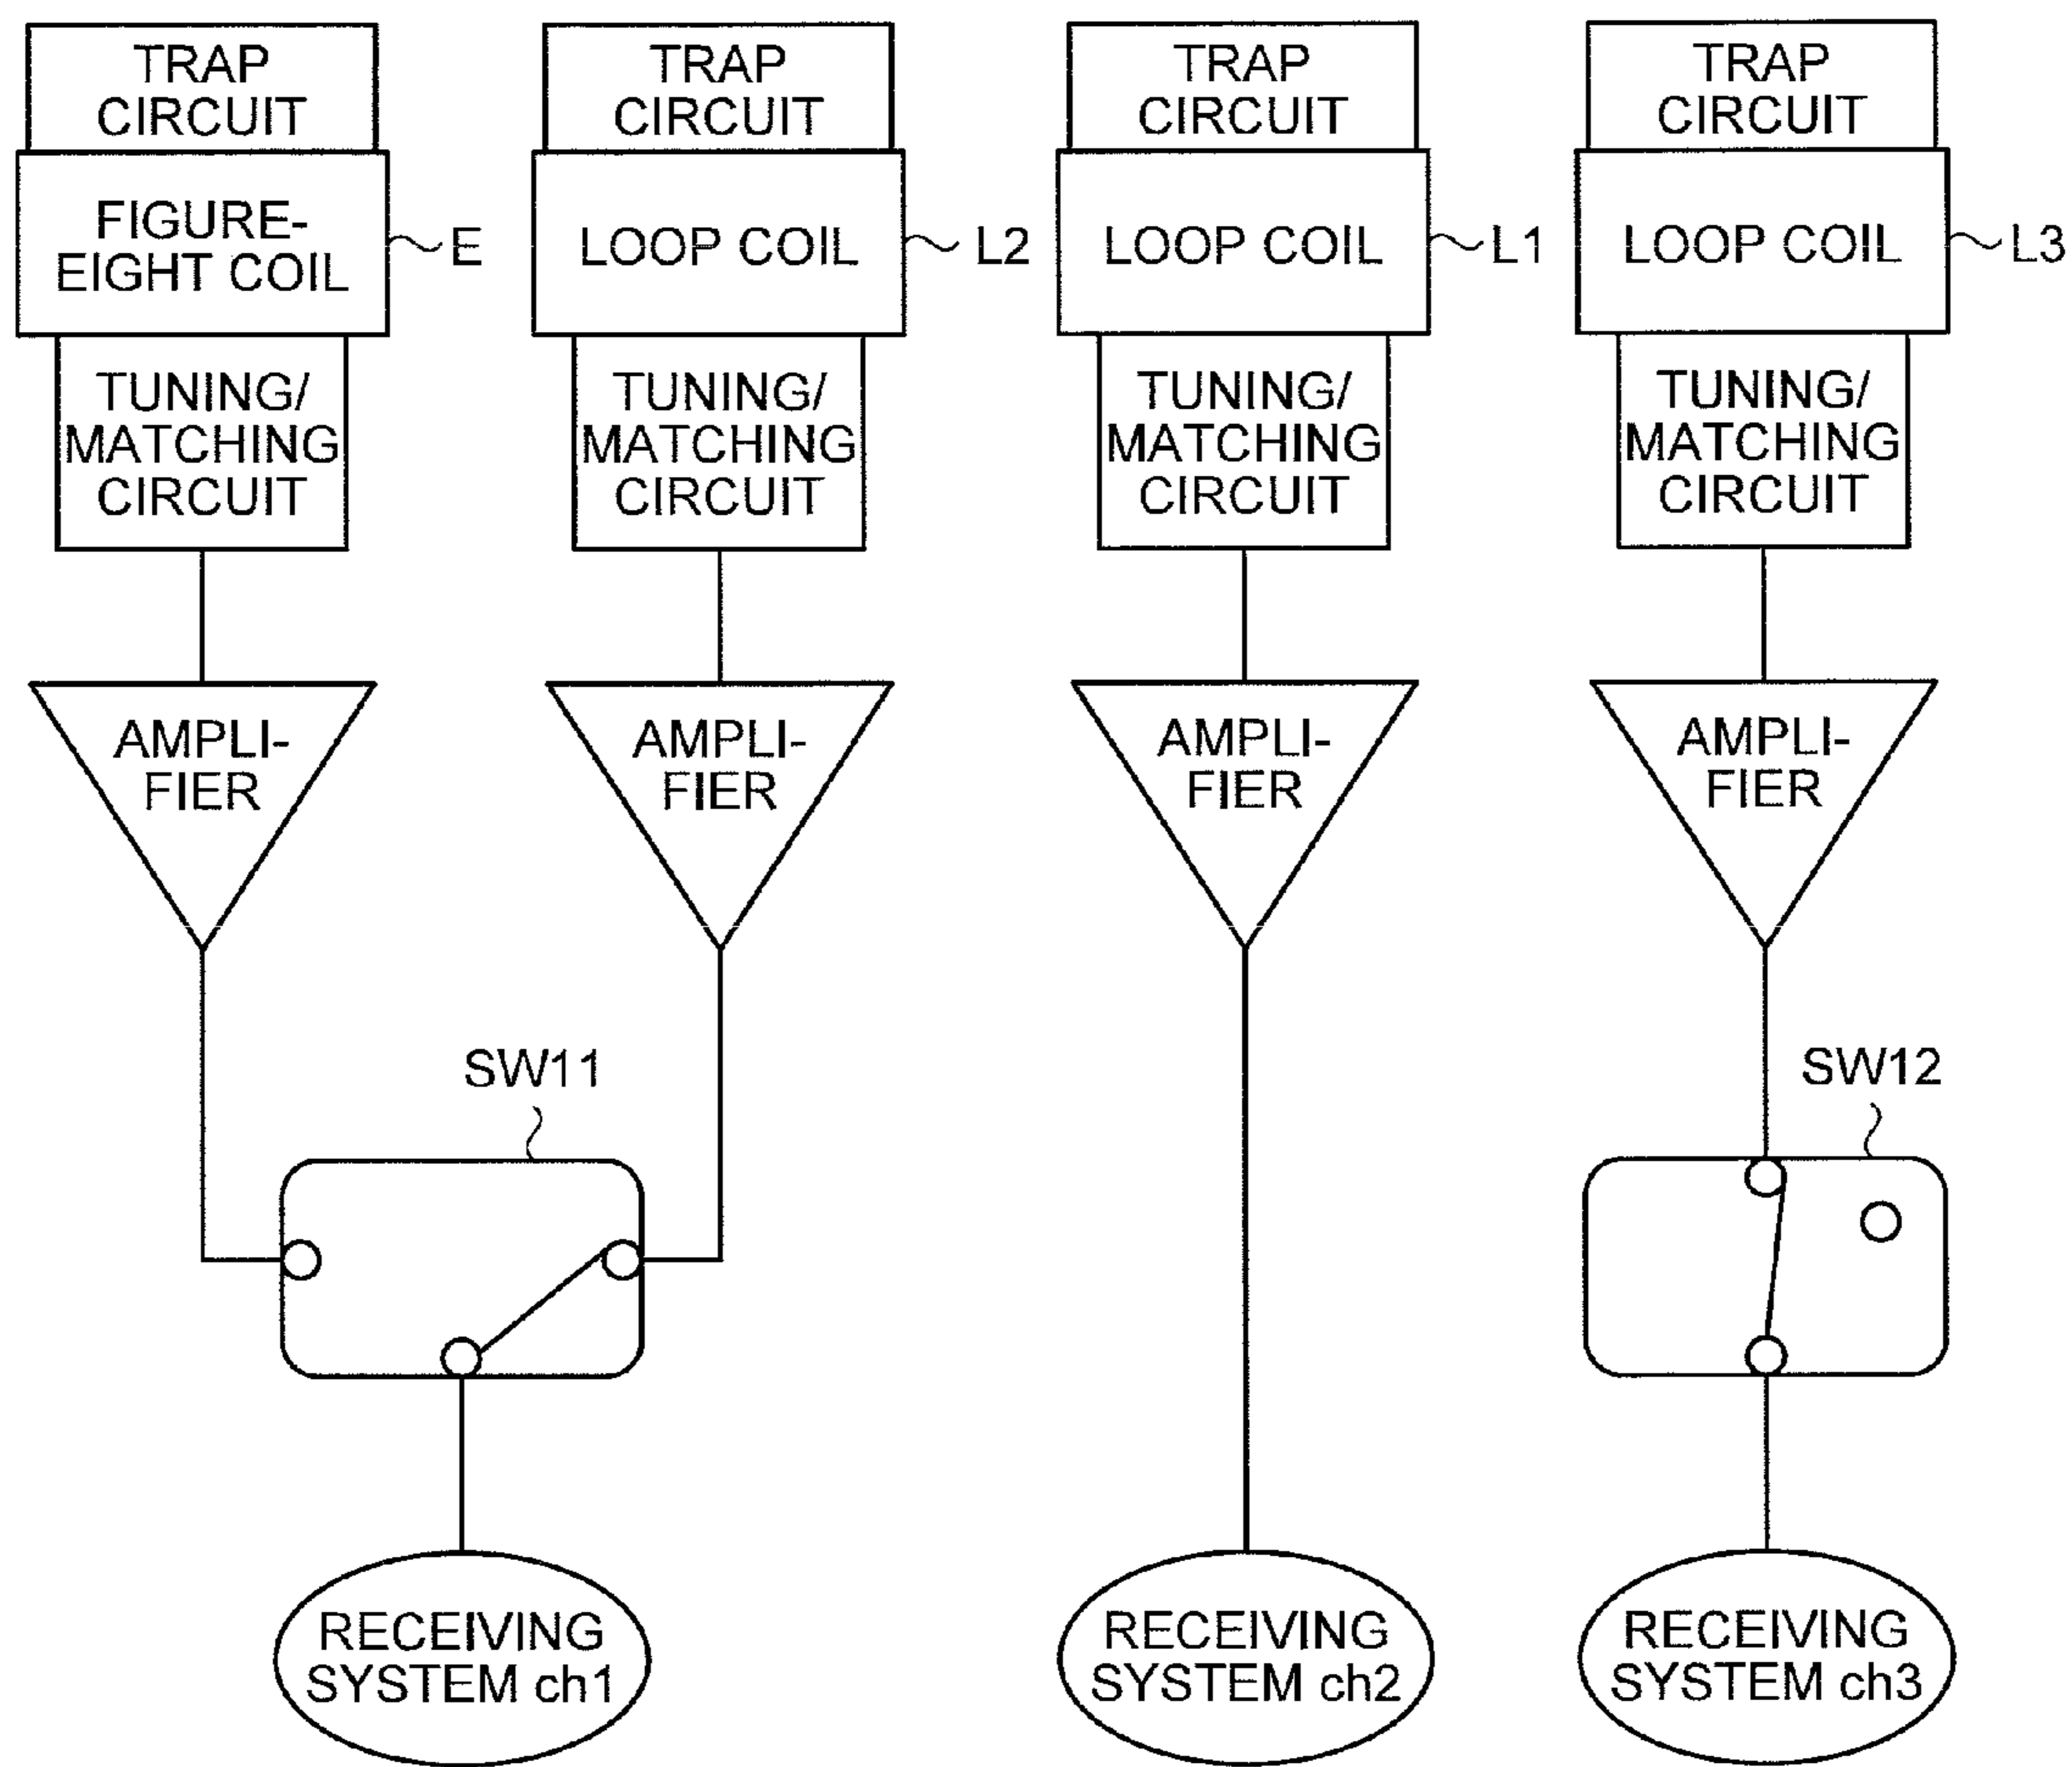 TRAP
CIRCUIT
TRAP
CIRCUIT
TRAP
CIRCUIT
TRAP
CIRCUIT
FIGURE-
EIGHT COIL
E
LOOP COIL
L2
LOOP COIL
L1
LOOP COIL
L3
TUNING/
MATCHING
CIRCUIT
TUNING/
MATCHING
CIRCUIT
TUNING/
MATCHING
CIRCUIT
TUNING/
MATCHING
CIRCUIT
AMPLI-
FIER
AMPLI-
FIER
AMPLI-
FIER
AMPLI-
FIER
SW11
SW12
RECEIVING
SYSTEM ch1
RECEIVING
SYSTEM ch2
RECEIVING
SYSTEM ch3